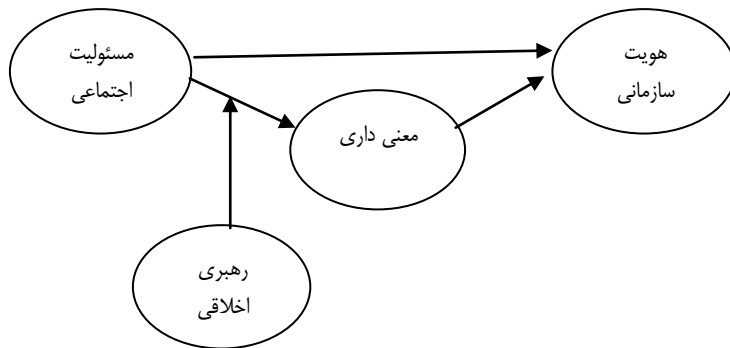 مسئولیت
اجتماعی
هویت
سازمانی
معنی داری
رهبری
اخلاقی